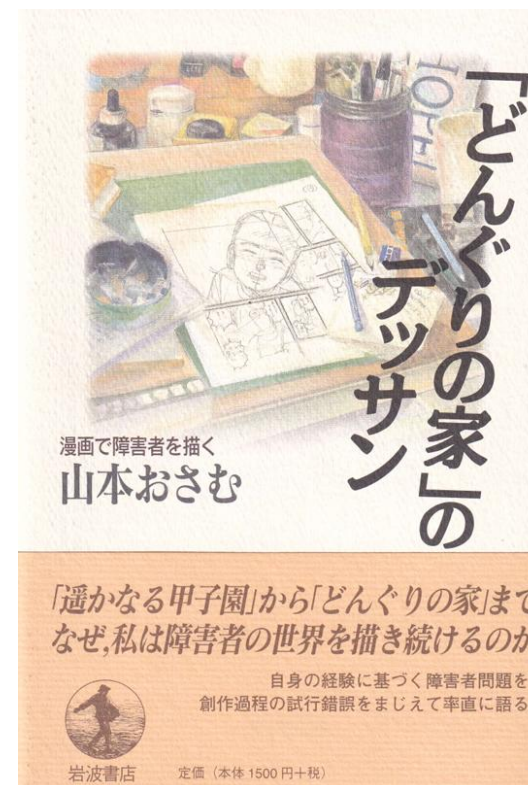 「どんぐりの家」の
デッサン
漫画で障害者を描く
山本おさむ
「遥かなる甲子園」から「どんぐりの家」まで
なぜ,私は障害者の世界を描き続けるのか
自身の経験に基づく障害者問題を
創作過程の試行錯誤をまじえて率直に語る
岩波書店
定価(本体1500円+税)
HOTEL